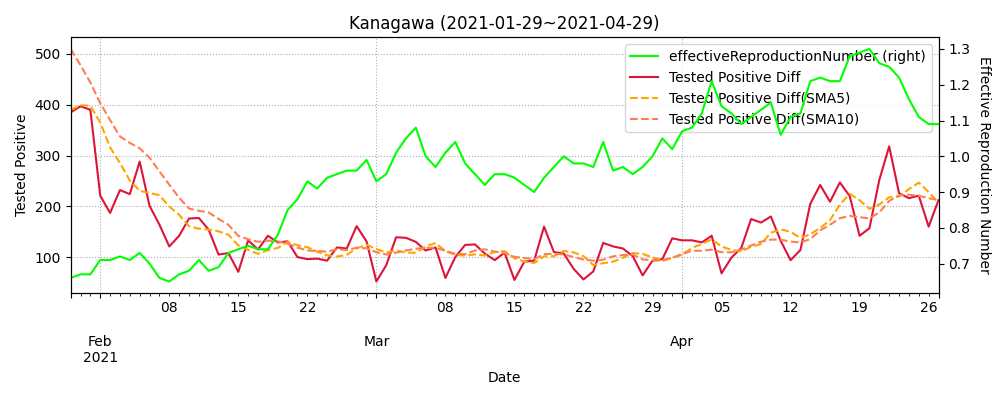 Kanagawa (2021-01-29~2021-04-29)
effectiveReproductionNumber (right)
Tested Positive Diff
Tested Positive Diff(SMA5)
Tested Positive Diff(SMA10)
Tested Positive
500
400
300
200
100
Effective Reproduction Number
1.3
1.2
1.1
1.0
0.9
0.8
0.7
08 15 22 08 15 22 29 05 12 19 26
Feb Mar Apr
2021
Date